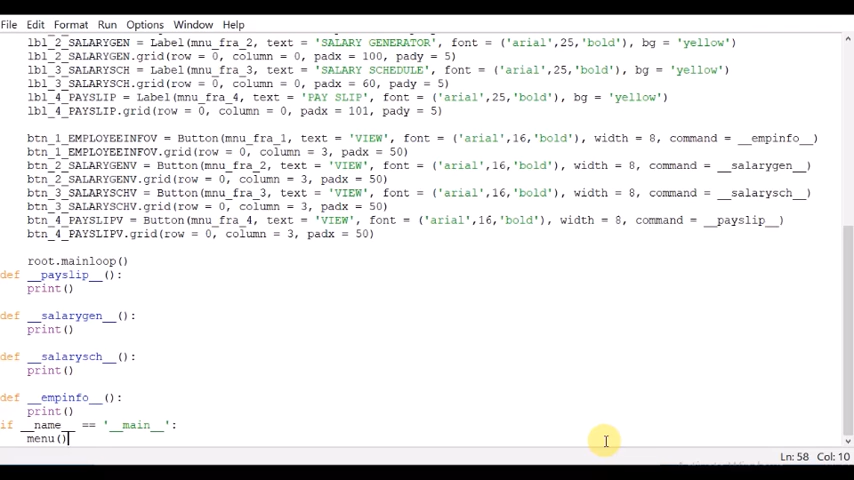 File Edit Format Run Options Window Help
lbl_2_SALARYGEN = Label(mnu_fra_2, text = 'SALARY GENERATOR', font = ('arial',25,'bold'), bg = 'yellow')
lbl_2_SALARYGEN.grid(row = 0, column = 0, padx = 100, pady = 5)
lbl_3_SALARYSCH = Label(mnu_fra_3, text = 'SALARY SCHEDULE', font = ('arial',25,'bold'), bg = 'yellow')
lbl_3_SALARYSCH.grid(row = 0, column = 0, padx = 60, pady = 5)
lbl_4_PAYSLIP = Label(mnu_fra_4, text = 'PAY SLIP', font = ('arial',25,'bold'), bg = 'yellow')
lbl_4_PAYSLIP.grid(row = 0, column = 0, padx = 101, pady = 5)
btn_1_EMPLOYEEINFOV = Button(mnu_fra_1, text = 'VIEW', font = ('arial',16,'bold'), width = 8, command = __empinfo__)
btn_1_EMPLOYEEINFOV.grid(row = 0, column = 3, padx = 50)
btn_2_SALARYGENV = Button(mnu_fra_2, text = 'VIEW', font = ('arial',16,'bold'), width = 8, command = __salarygen__)
btn_2_SALARYGENV.grid(row = 0, column = 3, padx = 50)
btn_3_SALARYSCHV = Button(mnu_fra_3, text = 'VIEW', font = ('arial',16,'bold'), width = 8, command = __salarysch__)
btn_3_SALARYSCHV.grid(row = 0, column = 3, padx = 50)
btn_4_PAYSLIPV = Button(mnu_fra_4, text = 'VIEW', font = ('arial',16,'bold'), width = 8, command = __payslip__)
btn_4_PAYSLIPV.grid(row = 0, column = 3, padx = 50)
root.mainloop()
def __payslip__():
print()
def __salarygen__():
print()
def __salarysch__():
print()
def __empinfo__():
print()
if __name__ == '__main__':
menu()
Ln: 58 Col: 10